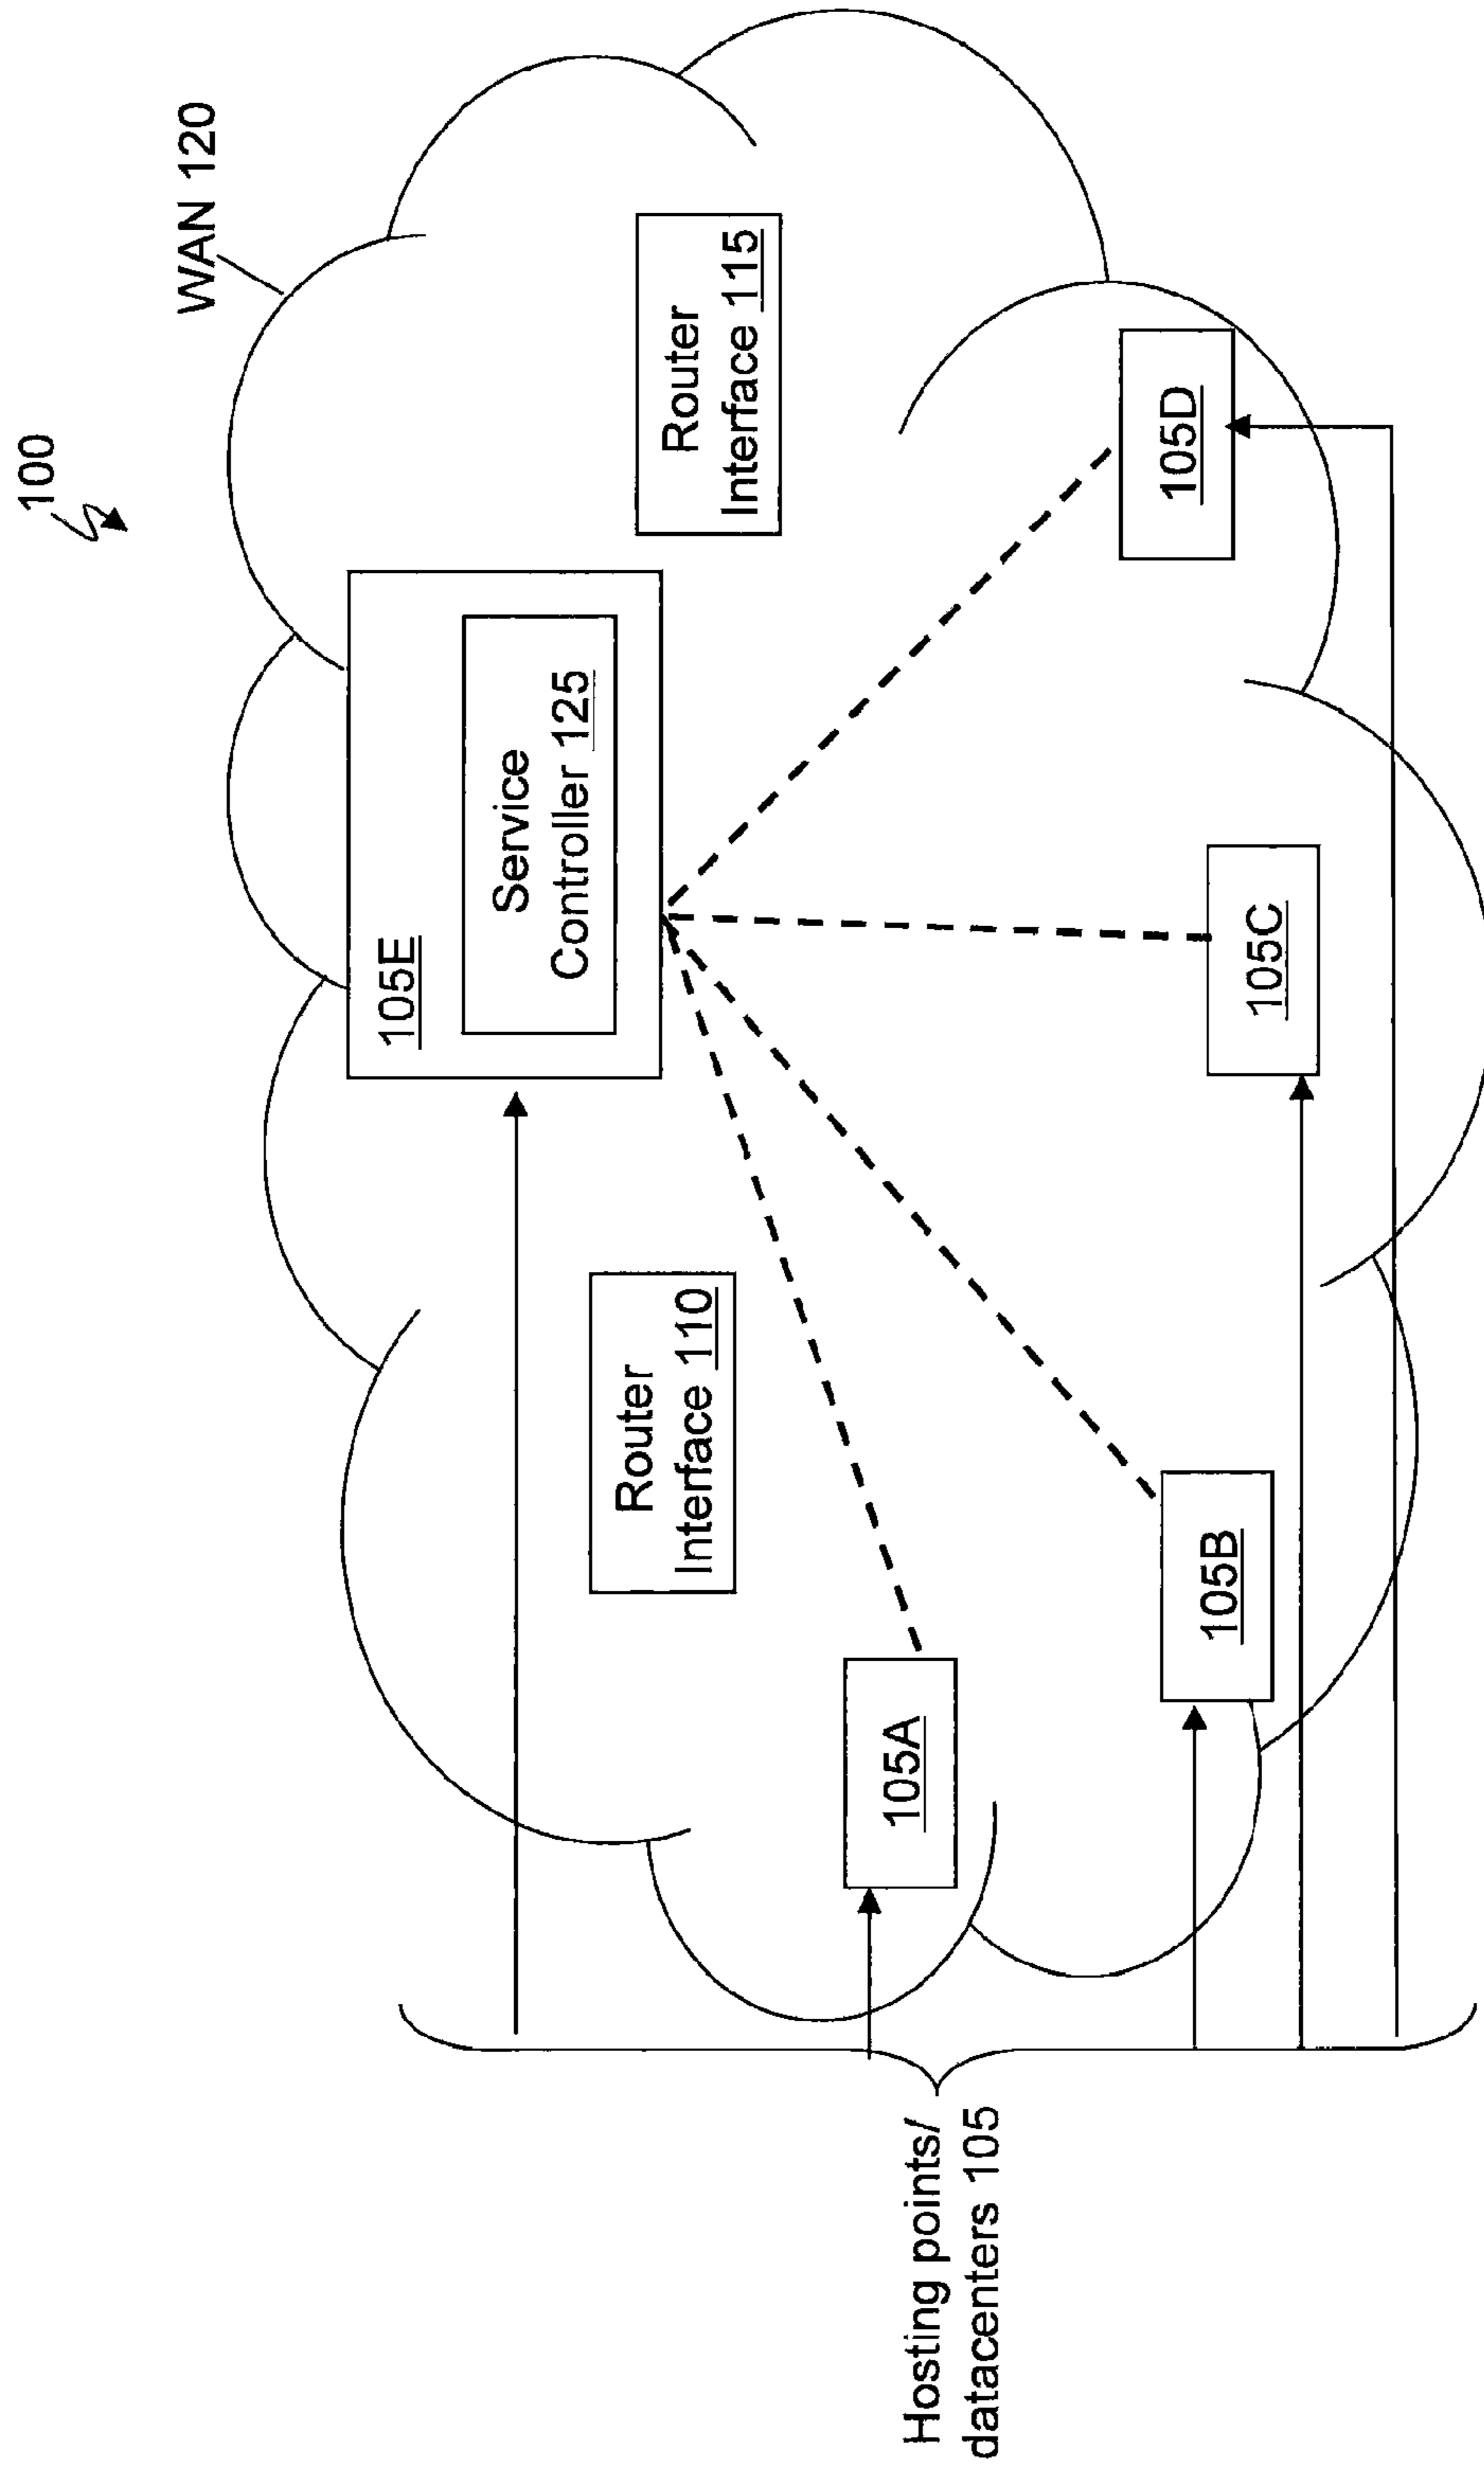 100
WAN 120
105E
Service
Controller 125
Router
Interface 115
Router
Interface 110
105A
105B
105C
105D
Hosting points/
datacenters 105